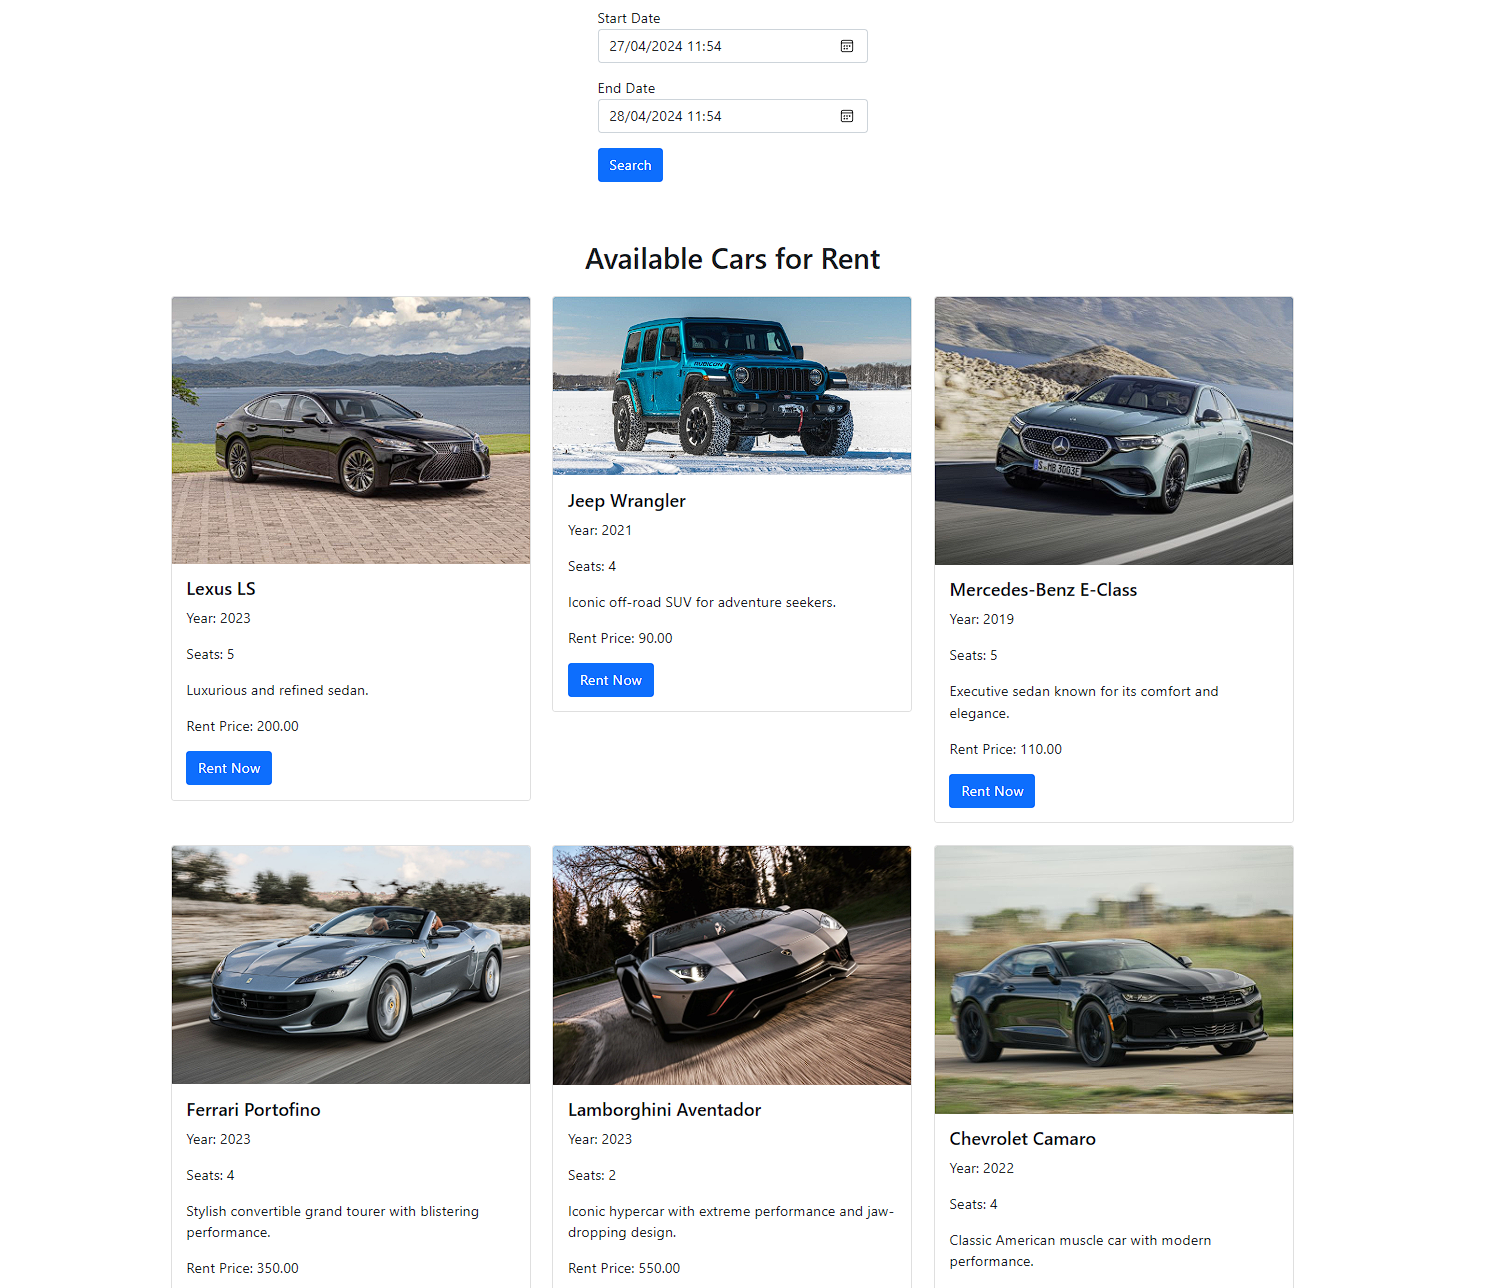 Start Date
27/04/2024 11:54
End Date
28/04/2024 11:54
Search
Available Cars for Rent
Lexus LS
Year: 2023
Seats: 5
Luxurious and refined sedan.
Rent Price: 200.00
Rent Now
RUBICON
Jeep Wrangler
Year: 2021
Seats: 4
Iconic off-road SUV for adventure seekers.
Rent Price: 90.00
Rent Now
S MB 3003E
Mercedes-Benz E-Class
Year: 2019
Seats: 5
Executive sedan known for its comfort and
elegance.
Rent Price: 110.00
Rent Now
Ferrari Portofino
Year: 2023
Seats: 4
Stylish convertible grand tourer with blistering
performance.
Rent Price: 350.00
Lamborghini Aventador
Year: 2023
Seats: 2
Iconic hypercar with extreme performance and jaw-
dropping design.
Rent Price: 550.00
Chevrolet Camaro
Year: 2022
Seats: 4
Classic American muscle car with modern
performance.